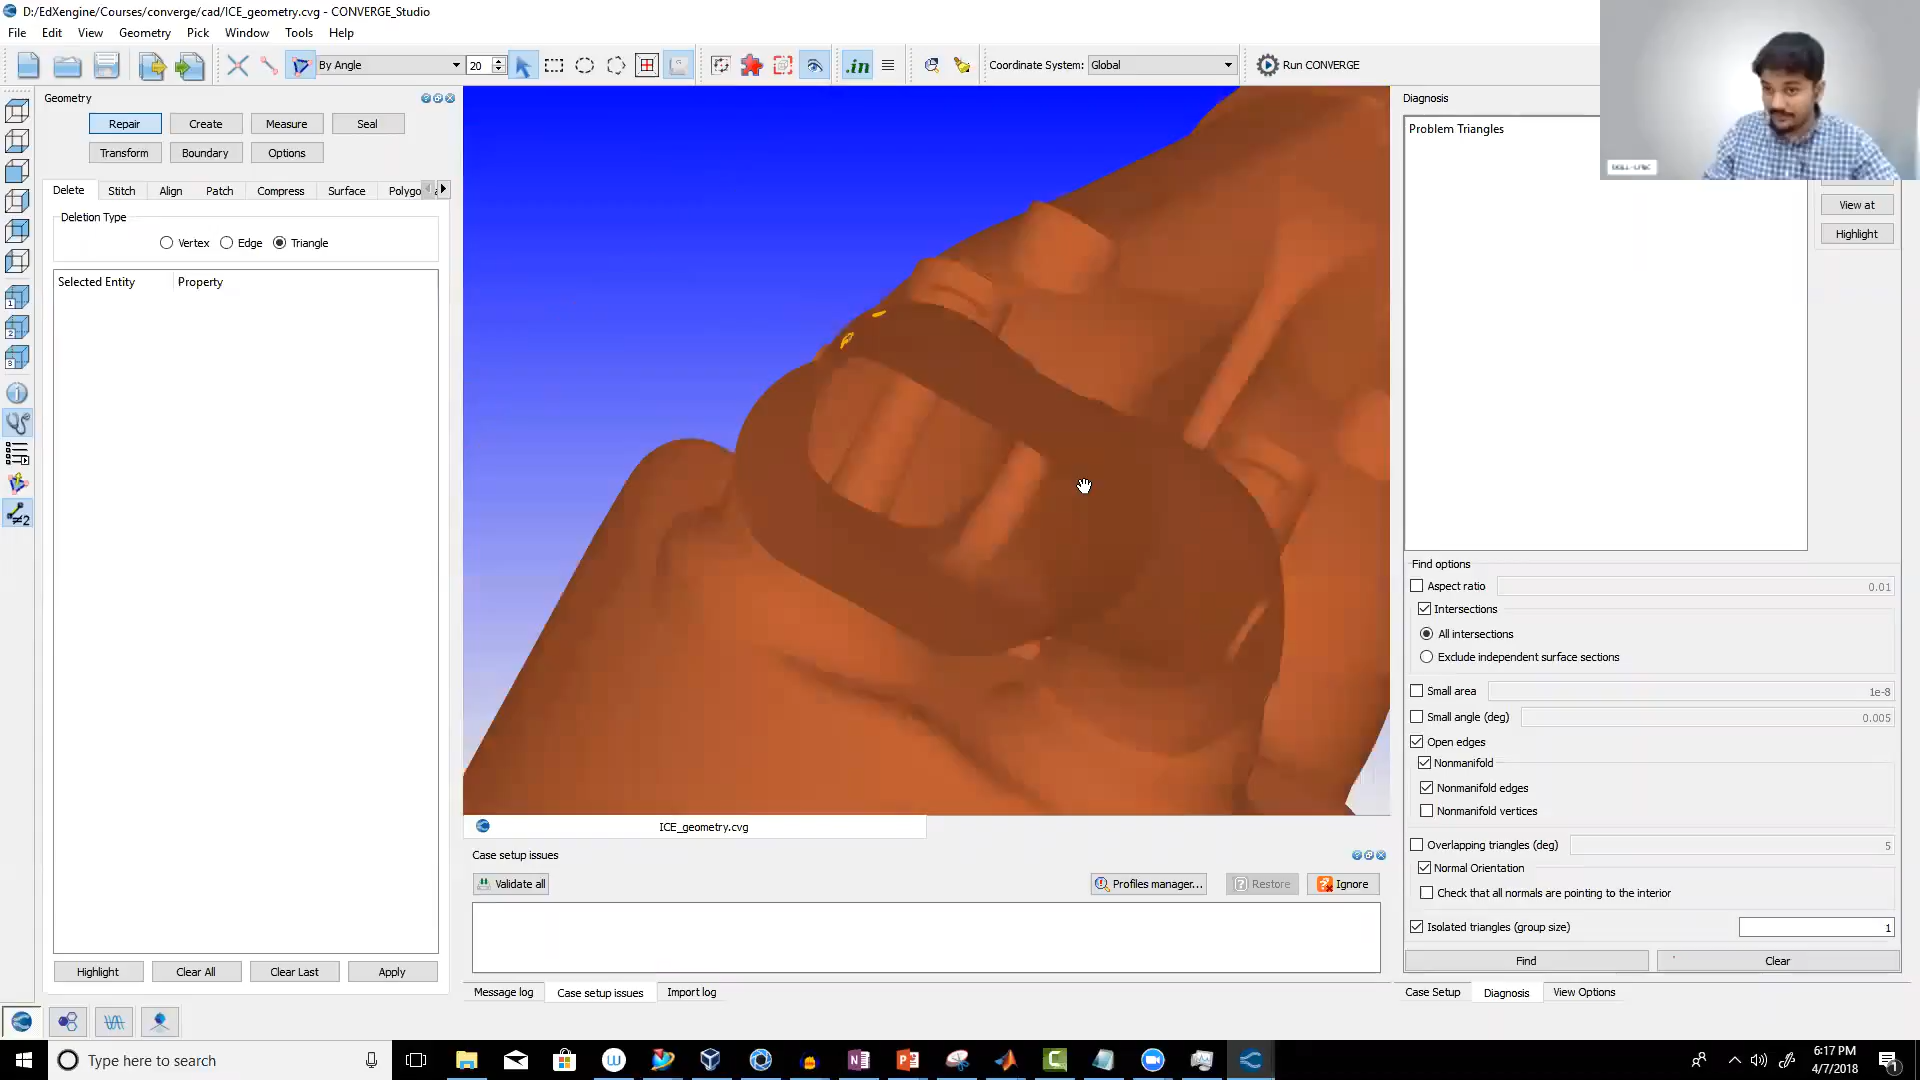 D:/EdXengine/Courses/converge/cad/ICE_geometry.cvg - CONVERGE_Studio
File Edit View Geometry Pick Window Tools Help
By Angle 20 .in Coordinate System: Global Run CONVERGE
Geometry
Repair Create Measure Seal
Transform Boundary Options
Delete Stitch Align Patch Compress Surface Polygo
Deletion Type
Vertex Edge Triangle
Selected Entity Property
Highlight Clear All Clear Last Apply
ICE_geometry.cvg
Case setup issues
Validate all Profiles manager... Restore Ignore
Message log Case setup issues Import log
Diagnosis
Problem Triangles
View at
Highlight
Find options
Aspect ratio 0.01
Intersections
All intersections
Exclude independent surface sections
Small area 1e-8
Small angle (deg) 0.005
Open edges
Nonmanifold
Nonmanifold edges
Nonmanifold vertices
Overlapping triangles (deg) 5
Normal Orientation
Check that all normals are pointing to the interior
Isolated triangles (group size) 1
Find Clear
Case Setup Diagnosis View Options
Type here to search
6:17 PM
4/7/2018